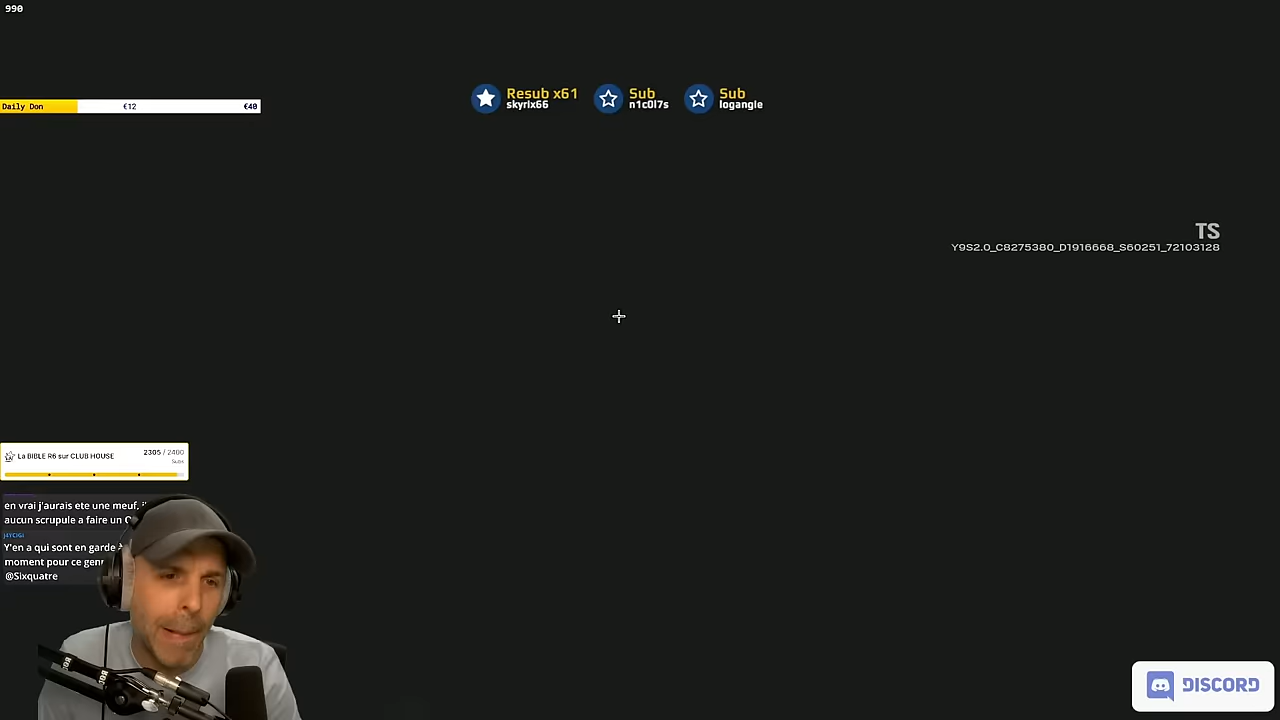 990
Daily Don €12 €40
Resub x61
skyrix66
Sub
n1c0l7s
Sub
logangle
TS
Y9S2.0_C8275380_D1916668_S60251_72103128
La BIBLE R6 sur CLUB HOUSE
2305 / 2400
Subs
en vrai j'aurais ete une meuf,
aucun scrupule a faire un
J4YCIGI
Y'en a qui sont en garde
moment pour ce
@Sixquatre
DISCORD